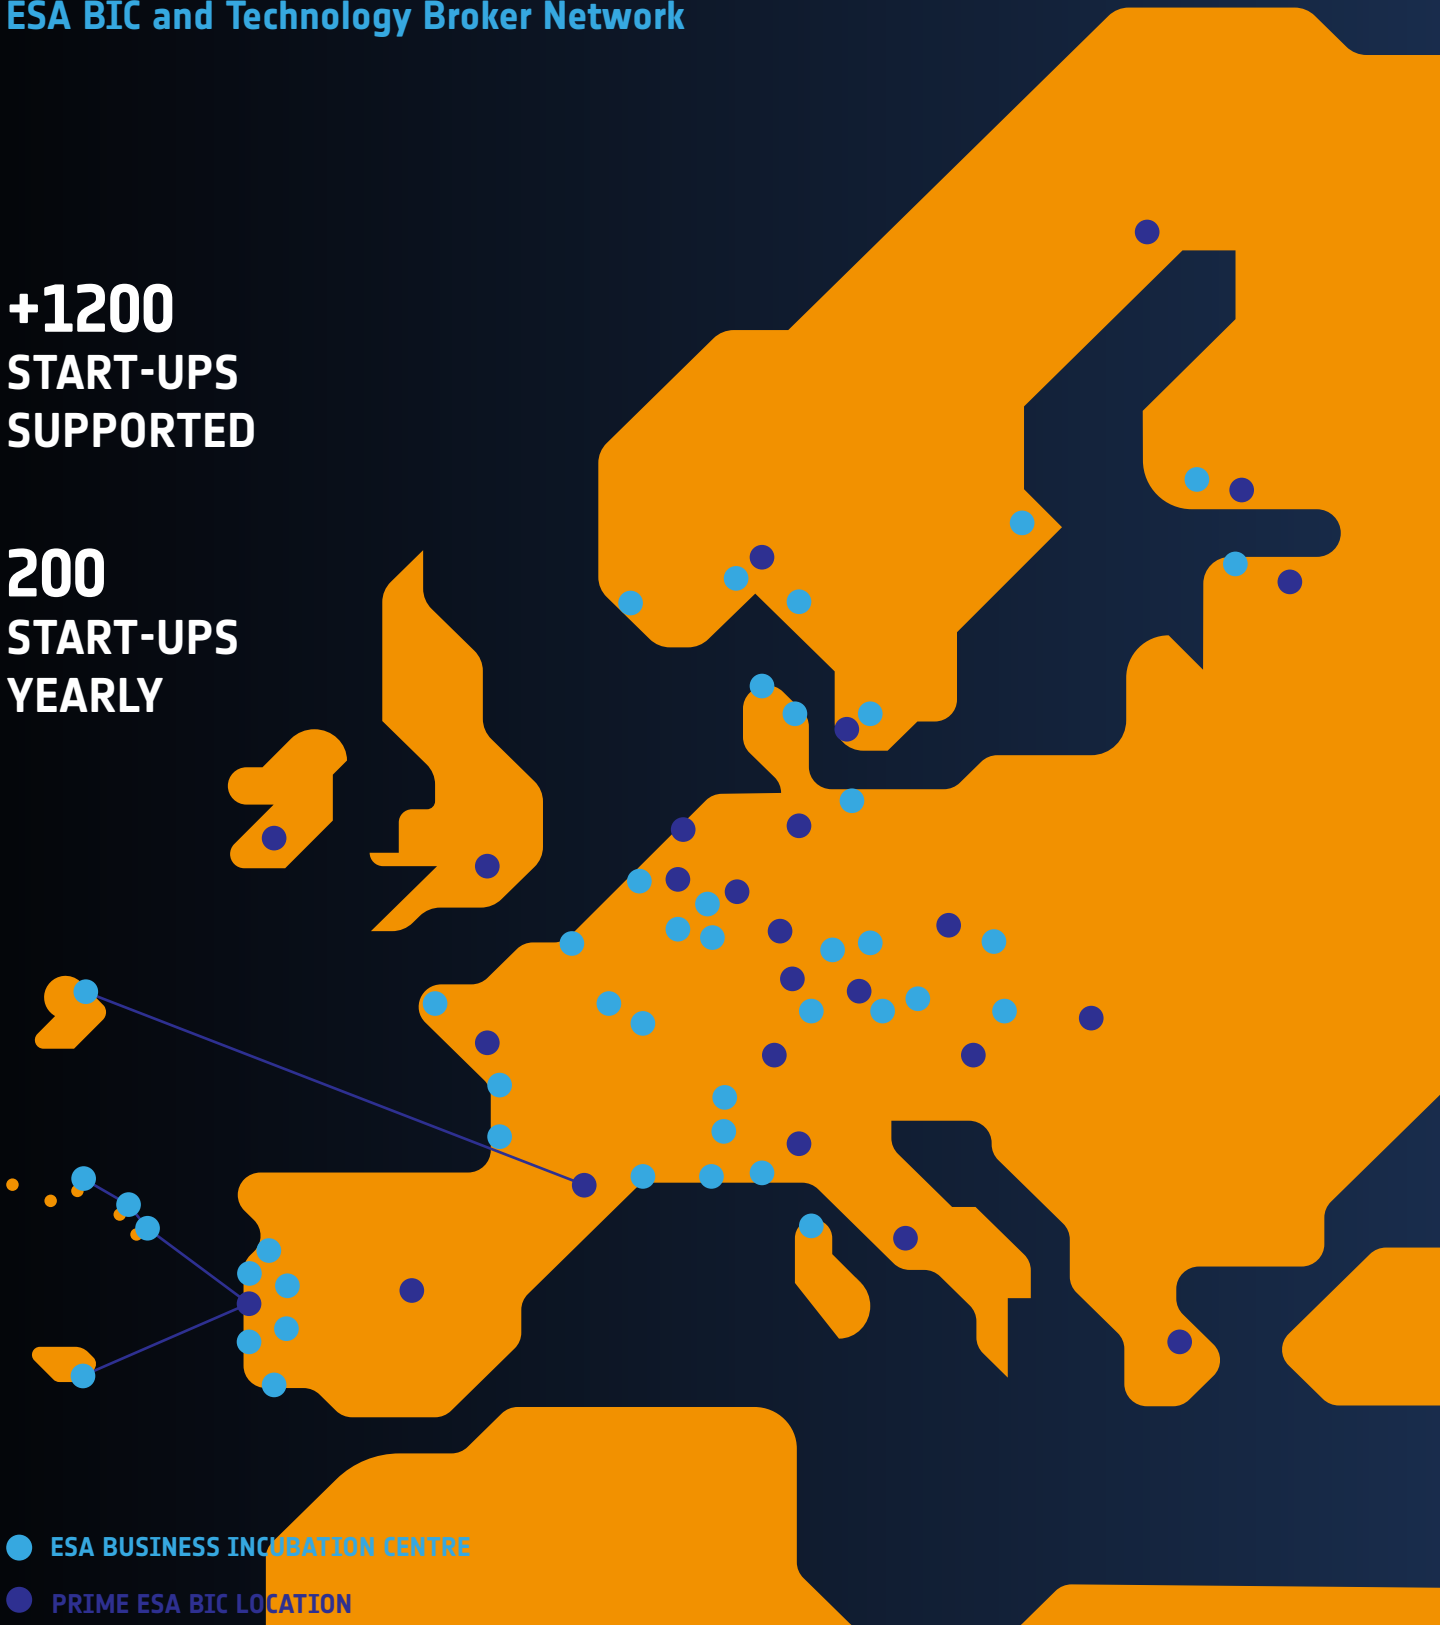 ESA BIC and Technology Broker Network
+1200
START-UPS
SUPPORTED
200
START-UPS
YEARLY
ESA BUSINESS INCUBATION CENTRE
PRIME ESA BIC LOCATION